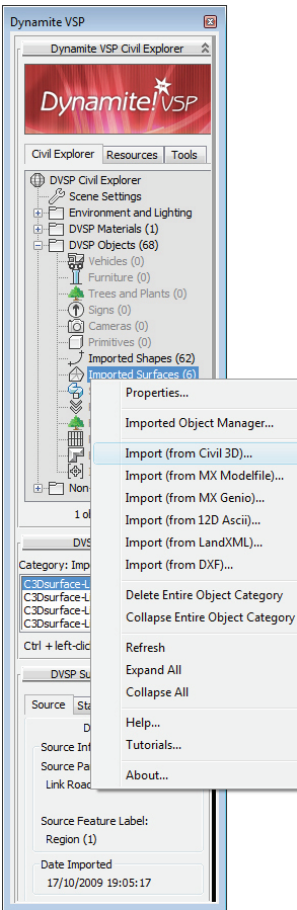 Dynamite VSP
Dynamite VSP Civil Explorer
Dynamite! VSP
Civil Explorer Resources Tools
DVSP Civil Explorer
Scene Settings
Environment and Lighting
DVSP Materials (1)
DVSP Objects (68)
Vehicles (0)
Furniture (0)
Trees and Plants (0)
Signs (0)
Cameras (0)
Primitives (0)
Imported Shapes (62)
Imported Surfaces (6)
Properties...
Imported Object Manager...
Import (from Civil 3D)...
Import (from MX Modelfile)...
Import (from MX Genio)...
Import (from 12D Ascii)...
Import (from LandXML)...
Import (from DXF)...
Delete Entire Object Category
Collapse Entire Object Category
Refresh
Expand All
Collapse All
Help...
Tutorials...
About...
Non-
1 of
DVS
Category: Imp
C3Dsurface-L
C3Dsurface-L
C3Dsurface-L
C3Dsurface-L
Ctrl + left-clic
DVSP Su
Source Sta
D
Source Inf
Source Pa
Link Road
Source Feature Label:
Region (1)
Date Imported
17/10/2009 19:05:17